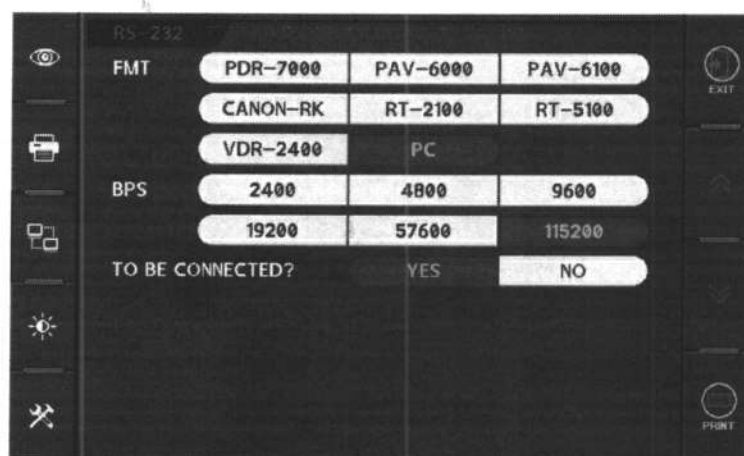 RS-232
FMT PDR-7000 PAV-6000 PAV-6100
EXIT
CANON-RK RT-2100 RT-5100
VDR-2400 PC
BPS 2400 4800 9600
19200 57600 115200
TO BE CONNECTED? YES NO
PRINT